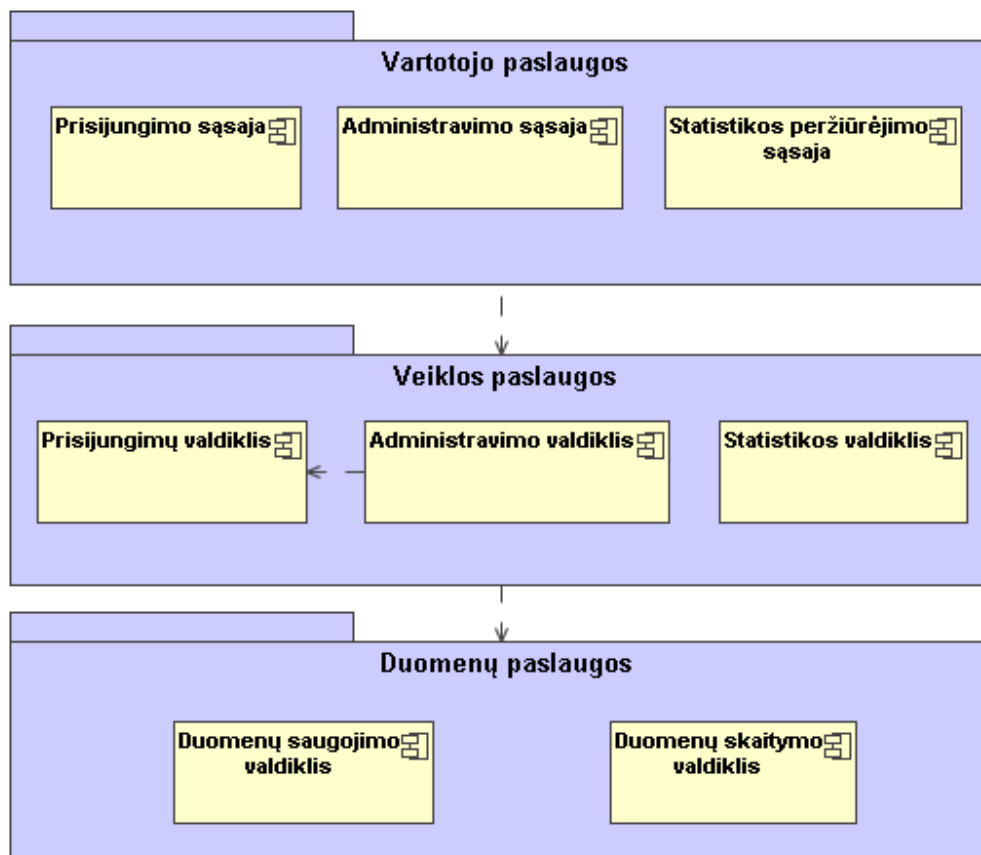 Vartotojo paslaugos
Prisijungimo sąsaja
Administravimo sąsaja
Statistikos peržiūrėjimo
sąsaja
Veiklos paslaugos
Prisijungimų valdiklis
Administravimo valdiklis
Statistikos valdiklis
Duomenų paslaugos
Duomenų saugojimo
valdiklis
Duomenų skaitymo
valdiklis